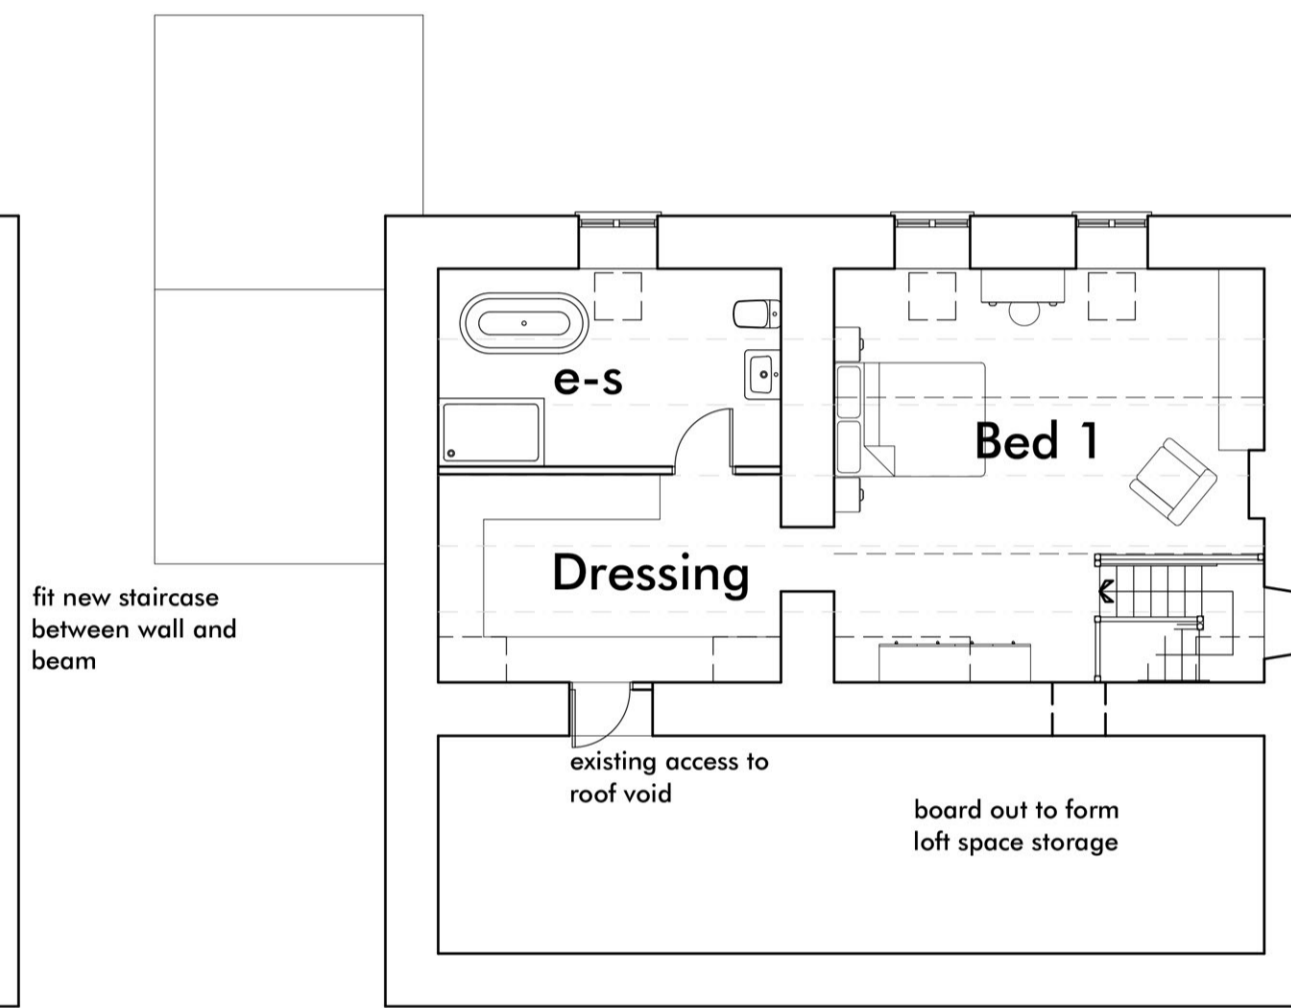 e-s
Bed 1
Dressing
fit new staircase
between wall and
beam
existing access to
roof void
board out to form
loft space storage